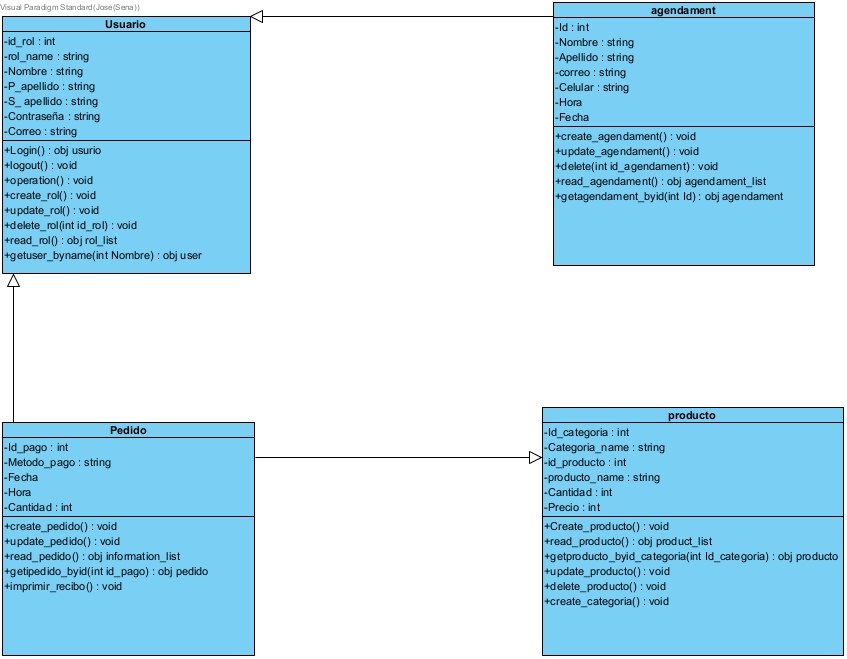 Visual Paradigm Standard(Jose(Sena))
Usuario
-id_rol : int
-rol_name : string
-Nombre : string
-P_apellido : string
-S_ apellido : string
-Contraseña : string
-Correo : string
+Login() : obj usurio
+logout() : void
+operation() : void
+create_rol() : void
+update_rol() : void
+delete_rol(int id_rol) : void
+read_rol() : obj rol_list
+getuser_byname(int Nombre) : obj user
agendament
-Id : int
-Nombre : string
-Apellido : string
-correo : string
-Celular : string
-Hora
-Fecha
+create_agendament() : void
+update_agendament() : void
+delete(int id_agendament) : void
+read_agendament() : obj agendament_list
+getagendament_byid(int Id) : obj agendament
Pedido
-Id_pago : int
-Metodo_pago : string
-Fecha
-Hora
-Cantidad : int
+create_pedido() : void
+update_pedido() : void
+read_pedido() : obj information_list
+getipedido_byid(int id_pago) : obj pedido
+imprimir_recibo() : void
producto
-Id_categoria : int
-Categoria_name : string
-id_producto : int
-producto_name : string
-Cantidad : int
-Precio : int
+Create_producto() : void
+read_producto() : obj product_list
+getproducto_byid_categoria(int Id_categoria) : obj producto
+update_producto() : void
+delete_producto() : void
+create_categoria() : void